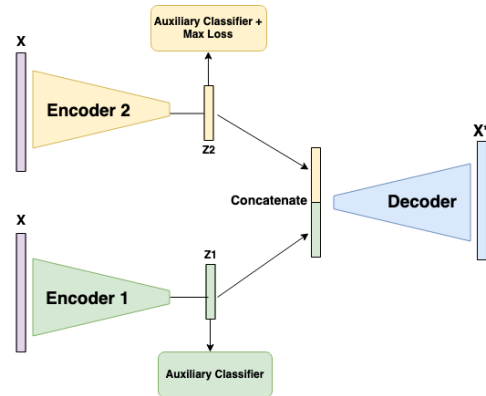 Auxiliary Classifier +
Max Loss
X
Encoder 2
Z2
X'
Concatenate
Decoder
X
Z1
Encoder 1
Auxiliary Classifier